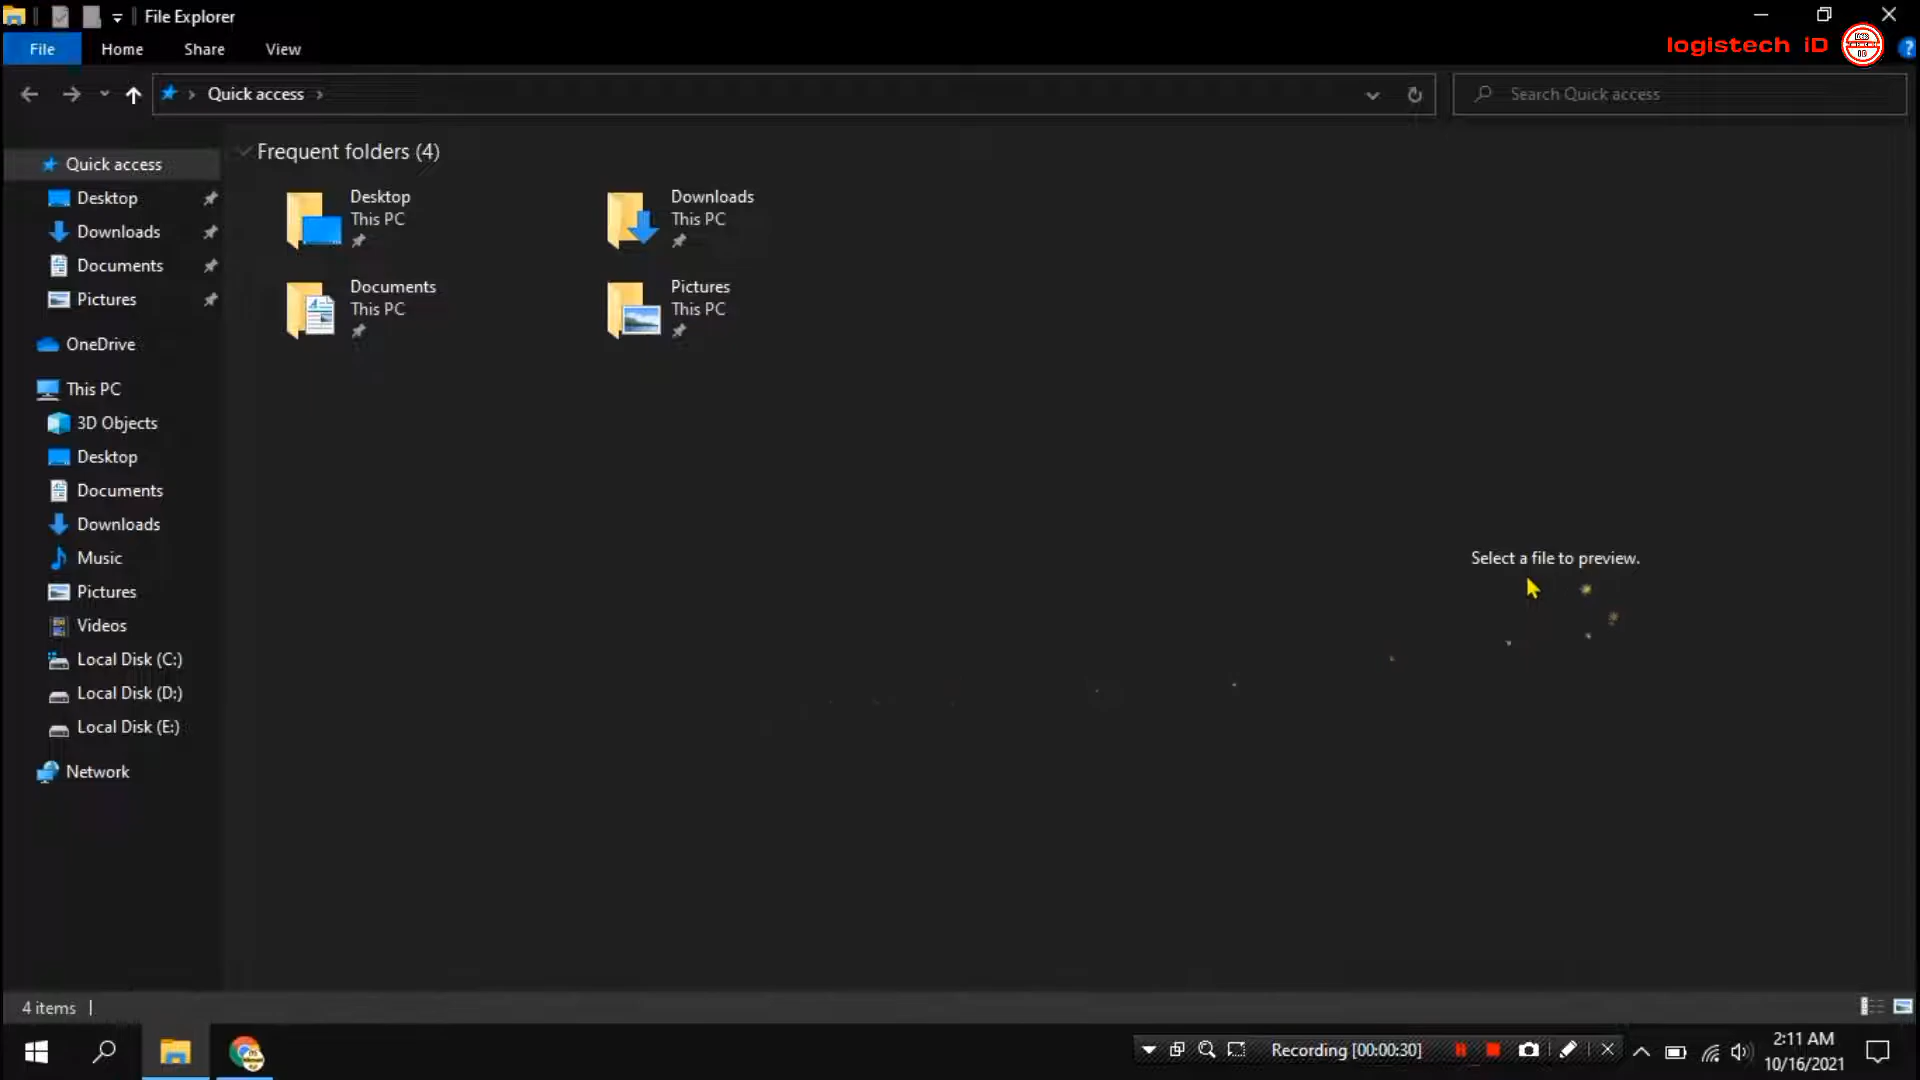 File Explorer
File Home Share View
logistech iD
Quick access
Search Quick access
Quick access
Desktop
Downloads
Documents
Pictures
OneDrive
This PC
3D Objects
Desktop
Documents
Downloads
Music
Pictures
Videos
Local Disk (C:)
Local Disk (D:)
Local Disk (E:)
Network
Frequent folders (4)
Desktop
This PC
Downloads
This PC
Documents
This PC
Pictures
This PC
Select a file to preview.
4 items
Recording [00:00:30]
2:11 AM
10/16/2021